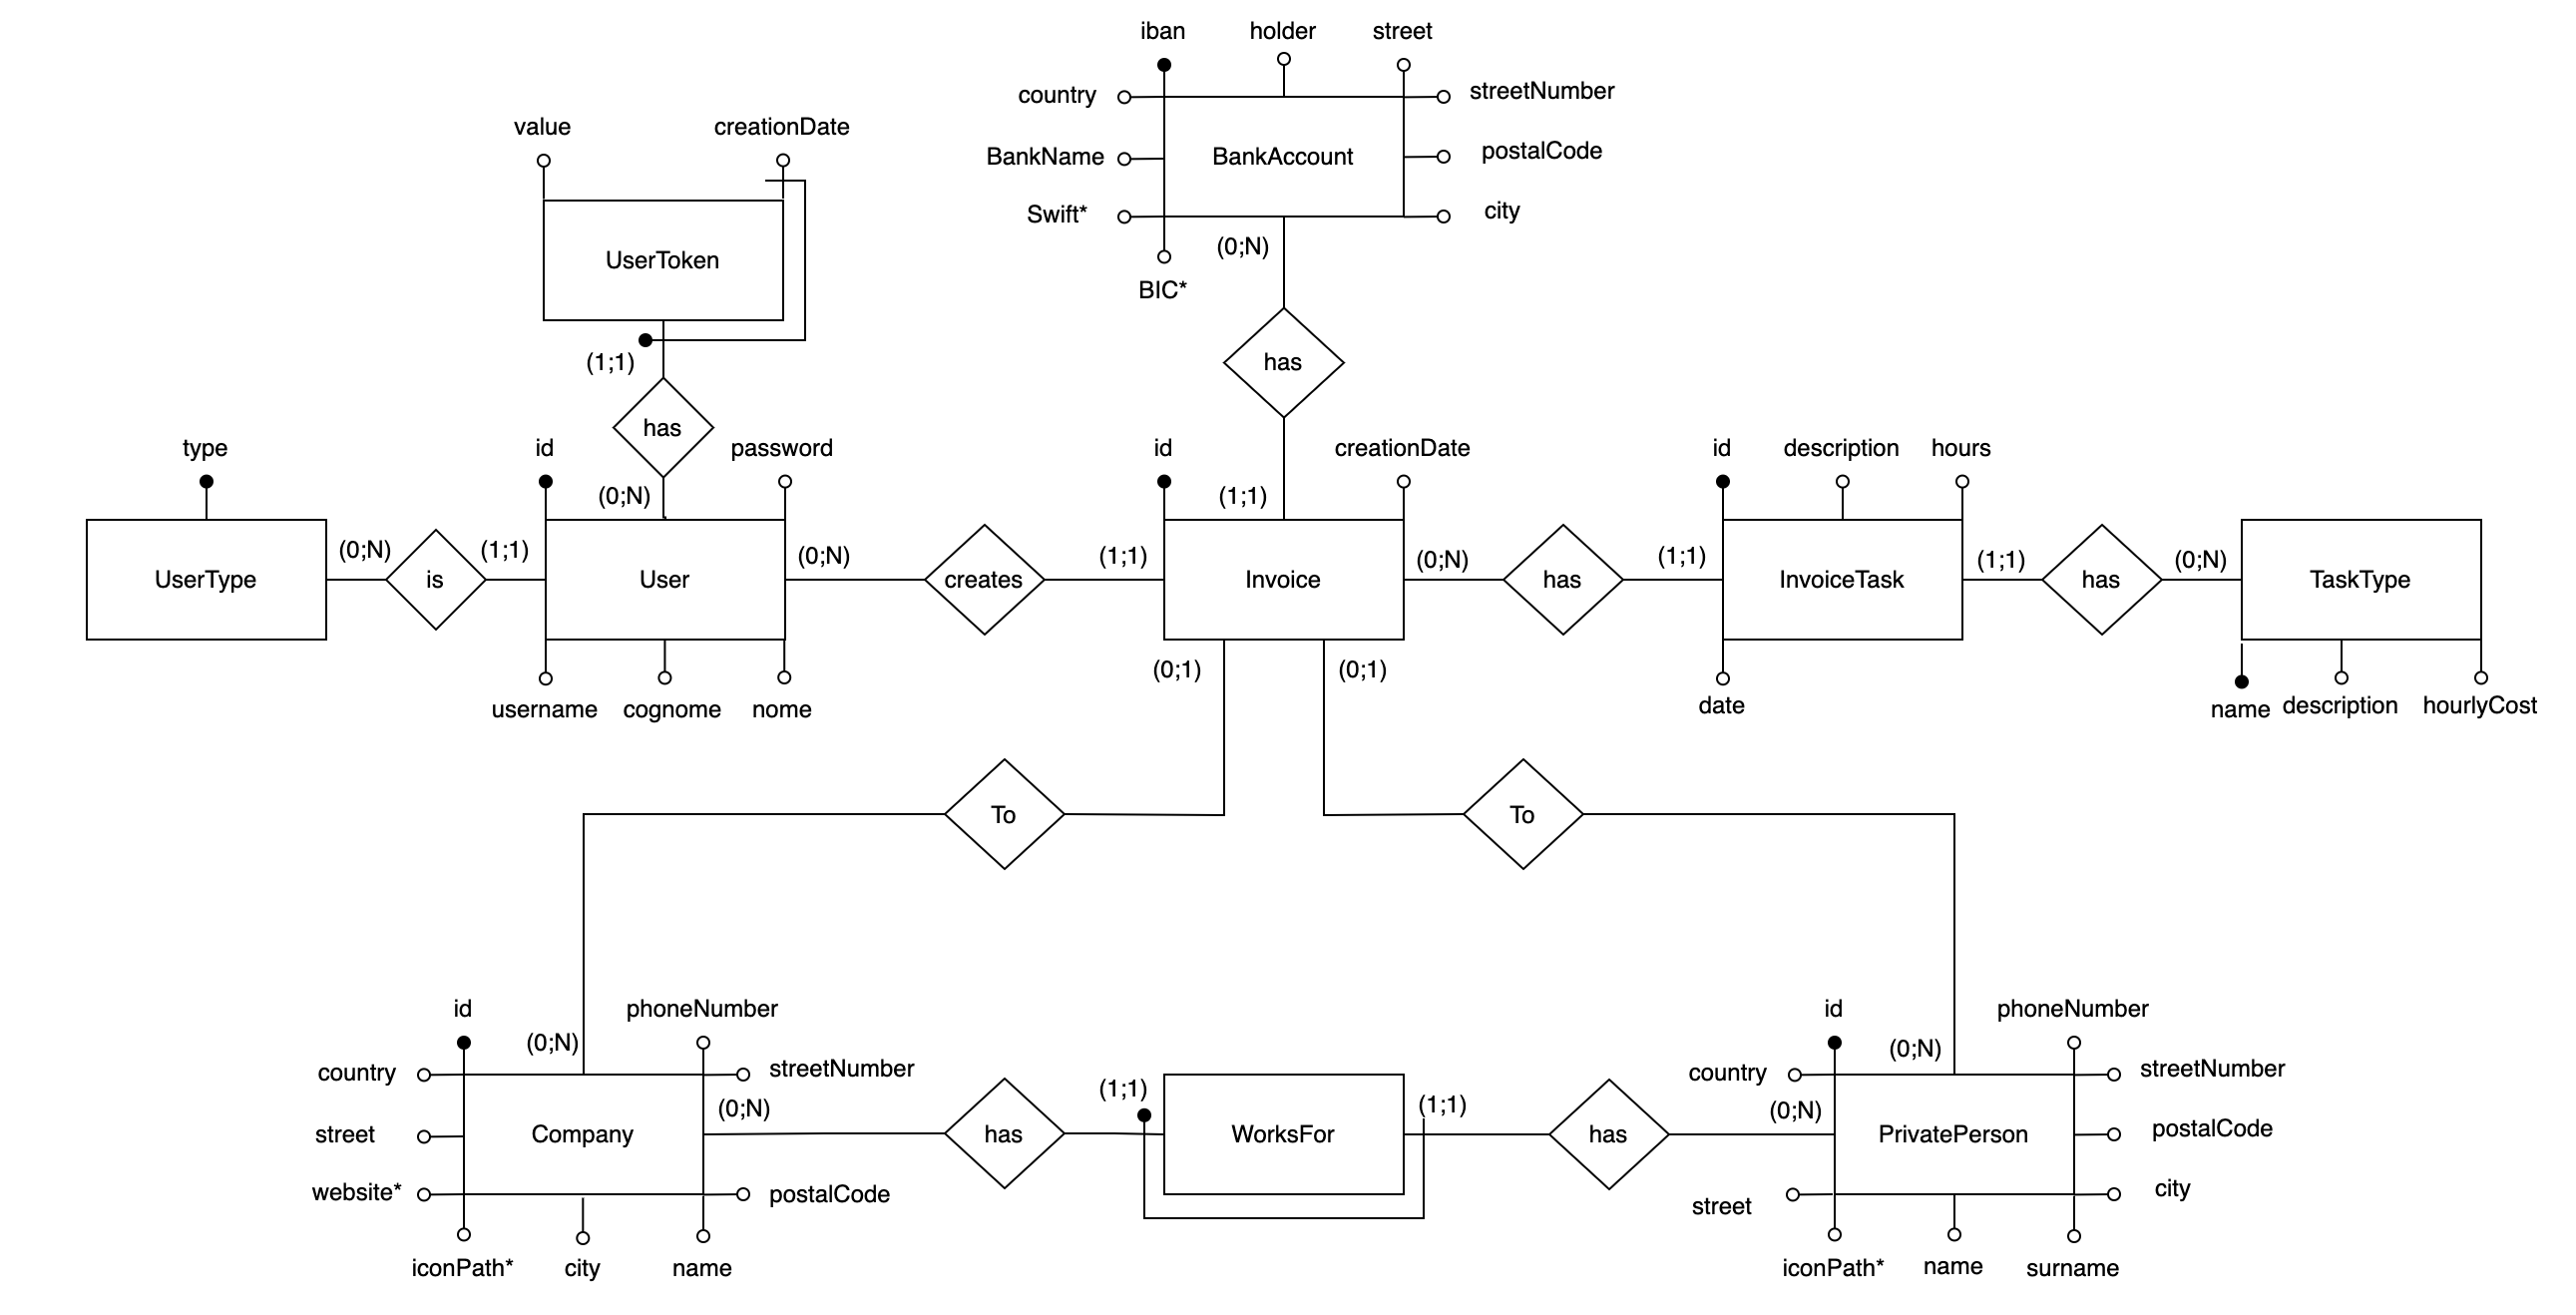 iban
holder
street
country
streetNumber
BankName
BankAccount
postalCode
Swift*
city
(0;N)
BIC*
has
value
creationDate
UserToken
(1;1)
has
(0;N)
type
id
password
id
(1;1)
creationDate
id
description
hours
UserType
(0;N)
is
(1;1)
User
(0;N)
creates
(1;1)
Invoice
(0;N)
has
(1;1)
InvoiceTask
(1;1)
has
(0;N)
TaskType
username
cognome
nome
(0;1)
(0;1)
date
name
description
hourlyCost
To
To
id
(0;N)
phoneNumber
country
streetNumber
(0;N)
street
Company
website*
postalCode
iconPath*
city
name
has
(1;1)
WorksFor
(1;1)
has
id
(0;N)
phoneNumber
country
streetNumber
(0;N)
PrivatePerson
postalCode
street
city
iconPath*
name
surname